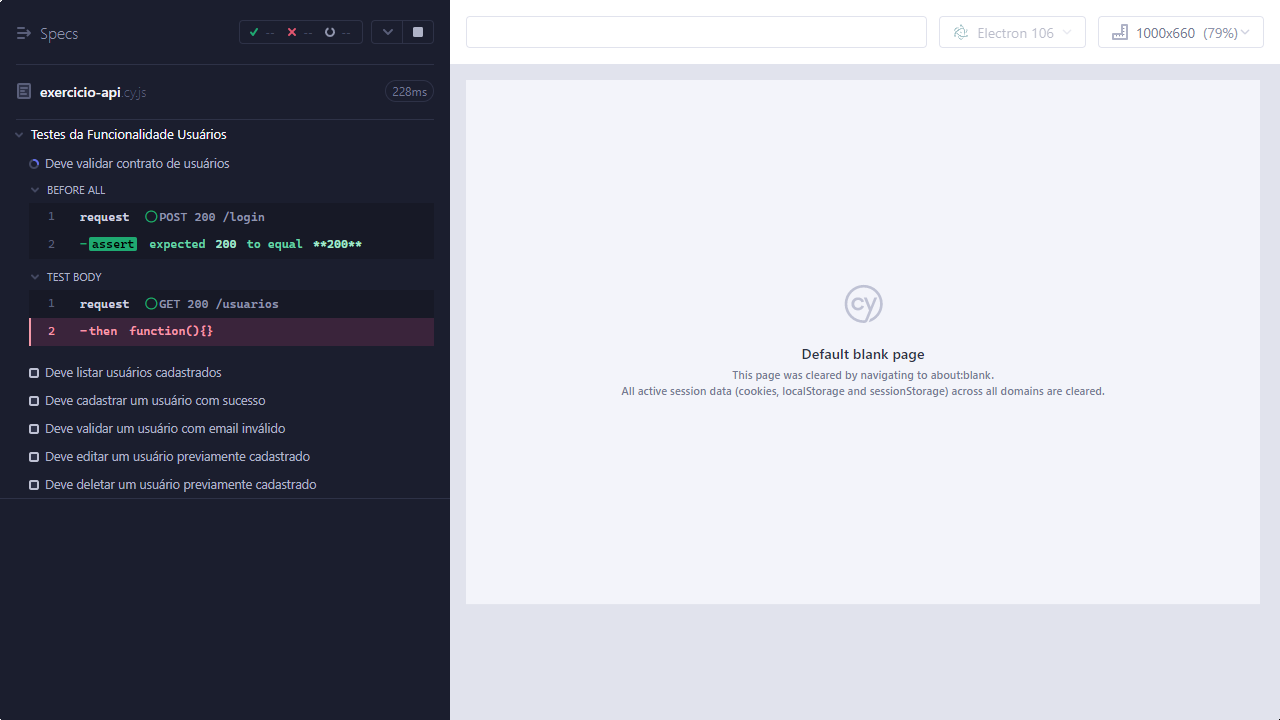 Specs
-- -- --
exercicio-api.cy.js 228ms
Testes da Funcionalidade Usuários
Deve validar contrato de usuários
BEFORE ALL
1 request POST 200 /login
2 -assert expected 200 to equal **200**
TEST BODY
1 request GET 200 /usuarios
2 -then function(){}
Deve listar usuários cadastrados
Deve cadastrar um usuário com sucesso
Deve validar um usuário com email inválido
Deve editar um usuário previamente cadastrado
Deve deletar um usuário previamente cadastrado
Electron 106
1000x660 (79%)
cy
Default blank page
This page was cleared by navigating to about:blank.
All active session data (cookies, localStorage and sessionStorage) across all domains are cleared.